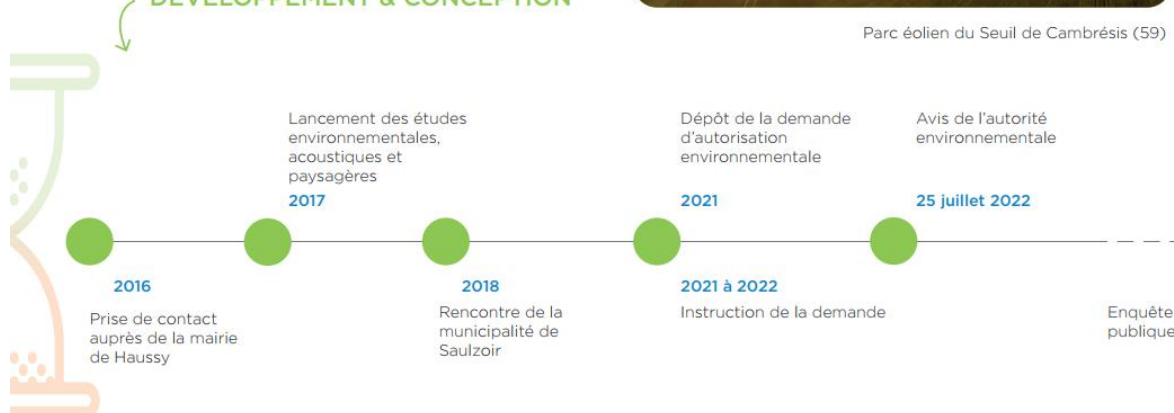 DÉVELOPPEMENT & CONCEPTION
Parc éolien du Seuil de Cambrésis (59)
Lancement des études
environnementales,
acoustiques et
paysagères
2017
Dépôt de la demande
d'autorisation
environnementale
2021
Avis de l'autorité
environnementale
25 juillet 2022
2016
Prise de contact
auprès de la mairie
de Haussy
2018
Rencontre de la
municipalité de
Saulzoir
2021 à 2022
Instruction de la demande
Enquête
publique